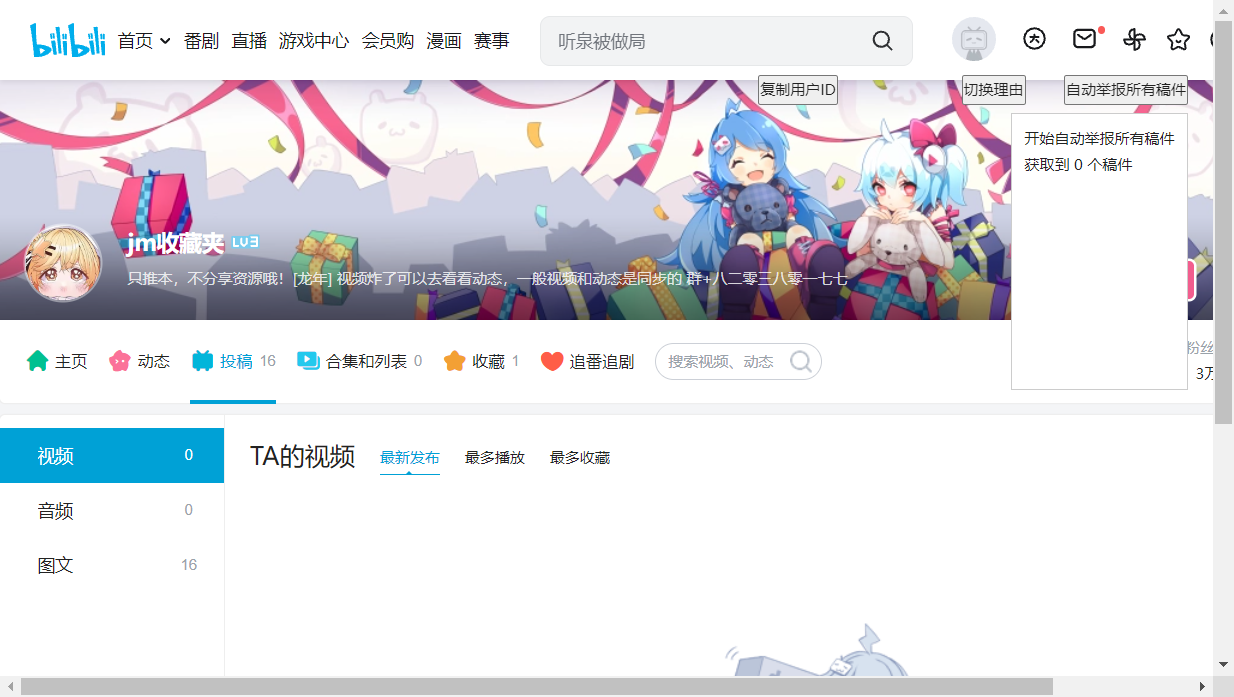 bilibili 首页 番剧 直播 游戏中心 会员购 漫画 赛事 听泉被做局
复制用户ID 切换理由 自动举报所有稿件
开始自动举报所有稿件
获取到 0 个稿件
jm收藏夹 LV3
只推本，不分享资源哦！[龙年] 视频炸了可以去看看动态，一般视频和动态是同步的 群+八二零三八零一七七
主页 动态 投稿 16 合集和列表 0 收藏 1 追番追剧 搜索视频、动态 粉丝
3万
视频 0
TA的视频 最新发布 最多播放 最多收藏
音频 0
图文 16